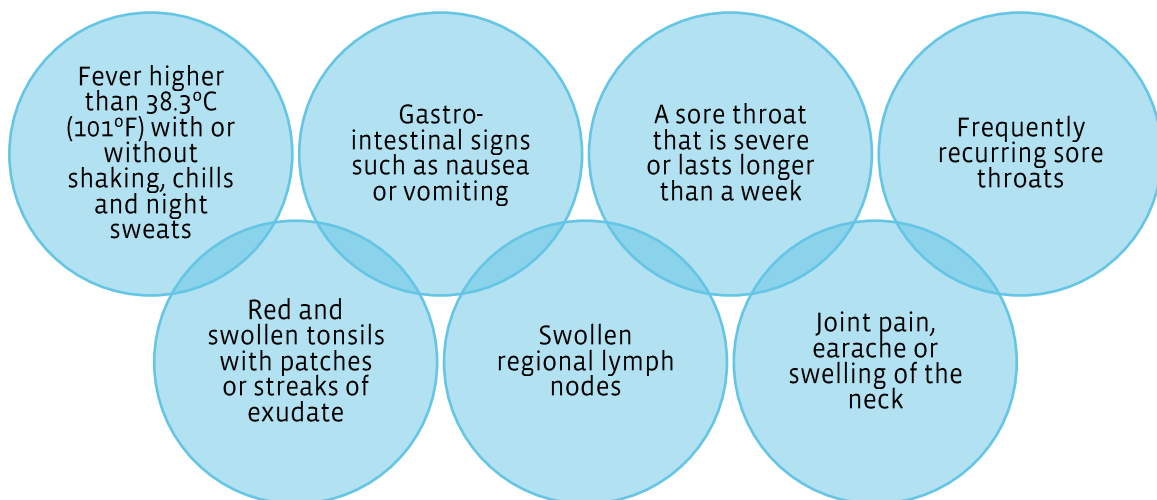 Fever higher
than 38.3ºC
(101ºF) with or
without
shaking, chills
and night
sweats
Gastro-
intestinal signs
such as nausea
or vomiting
A sore throat
that is severe
or lasts longer
than a week
Frequently
recurring sore
throats
Red and
swollen tonsils
with patches
or streaks of
exudate
Swollen
regional lymph
nodes
Joint pain,
earache or
swelling of the
neck